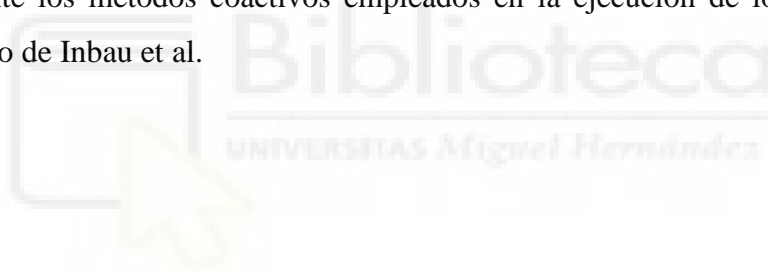 te los métodos coactivos empleados en la ejecución de lo
o de Inbau et al.
Biblioteca
UNIVERSITAS Miguel Hernández